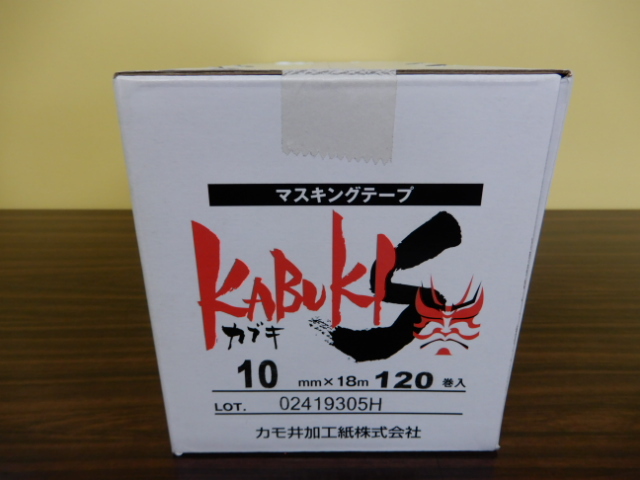 マスキングテープ
KABUKI S
カブキ
10 mm×18m 120 巻入
LOT. 02419305H
カモ井加工紙株式会社